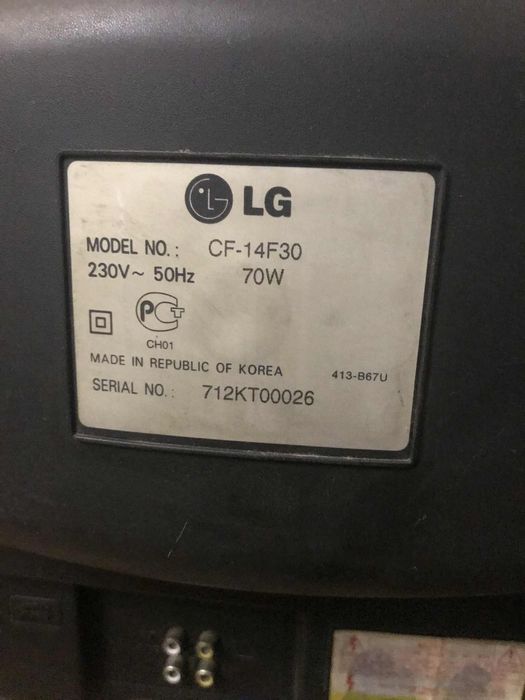 LG
MODEL NO.: CF-14F30
230V~ 50Hz 70W
РСТ
CH01
MADE IN REPUBLIC OF KOREA 413-B67U
SERIAL NO.: 712KT00026